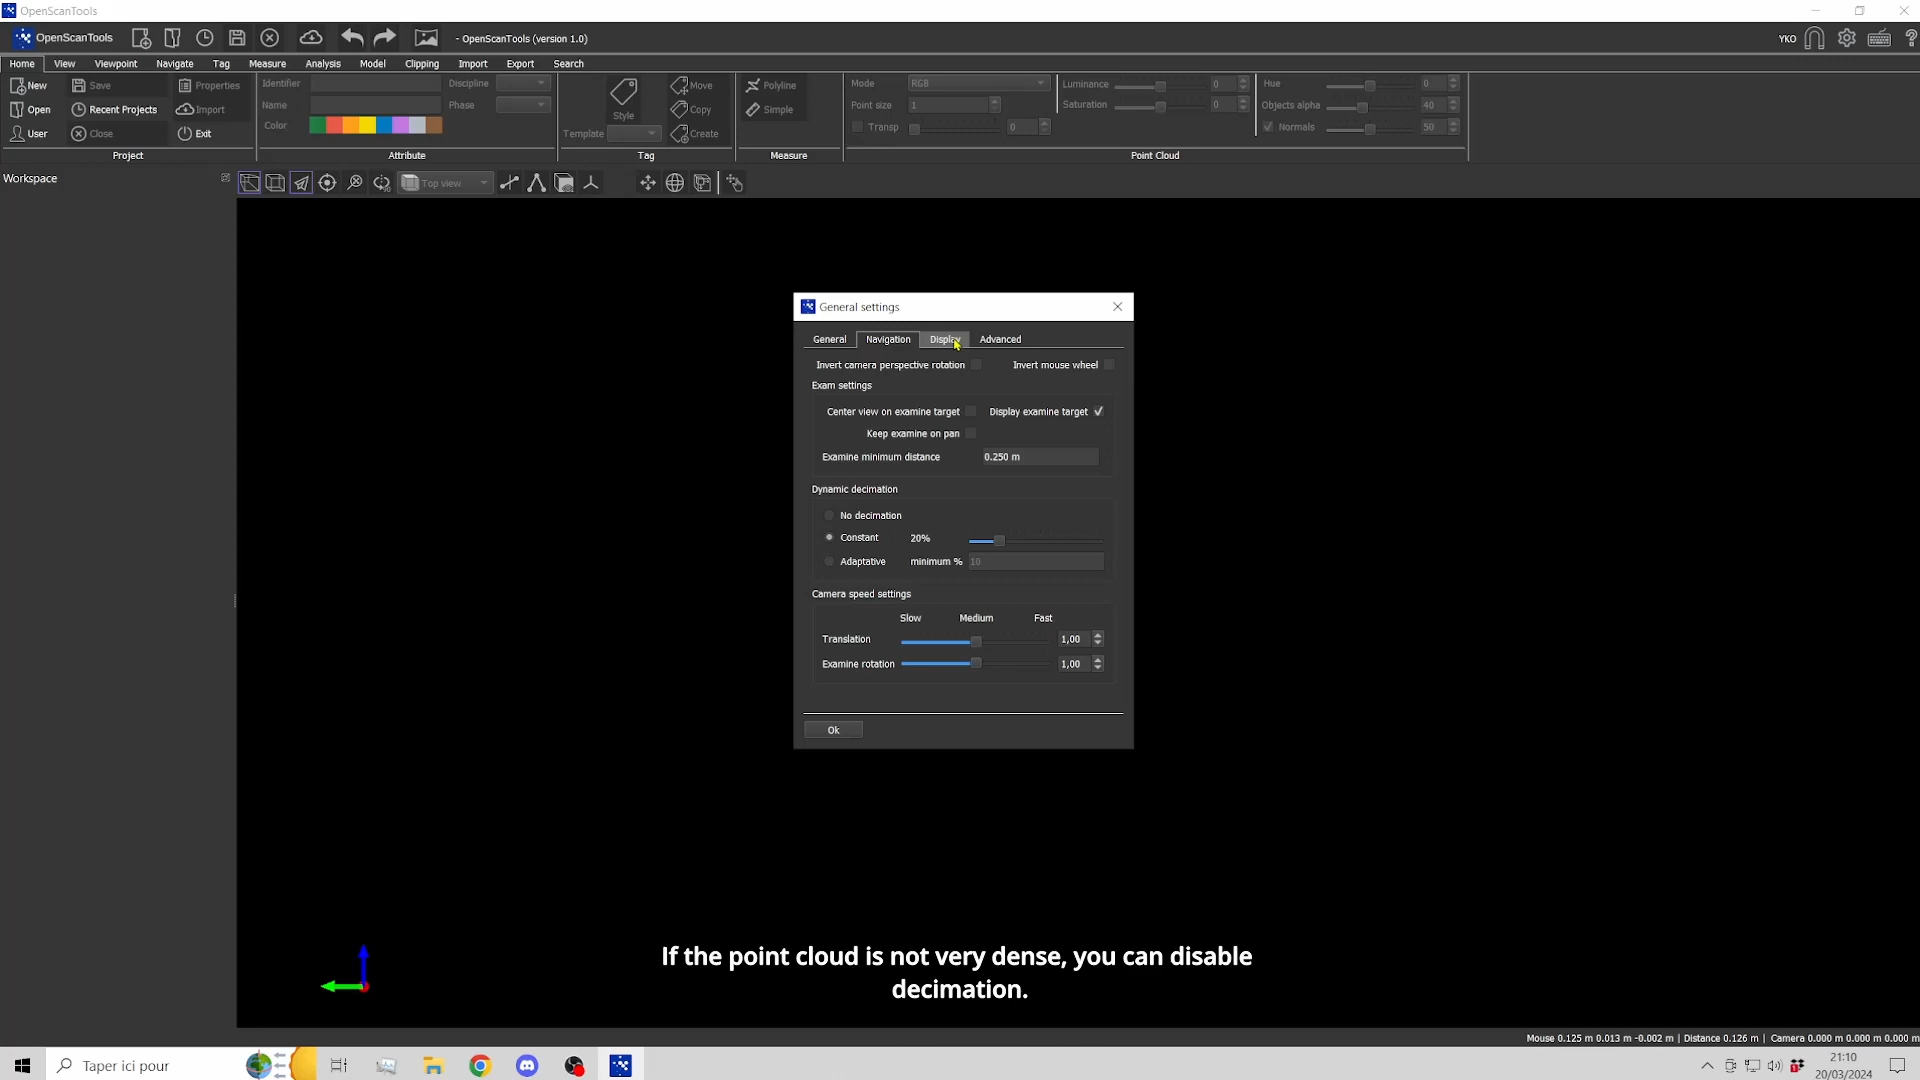 OpenScanTools
OpenScanTools - OpenScanTools (version 1.0) YKO
Home View Viewpoint Navigate Tag Measure Analysis Model Clipping Import Export Search
New Save Properties Identifier Discipline Move Polyline Mode RGB Luminance 0 Hue 0
Open Recent Projects Import Name Phase Style Copy Simple Point size 1 Saturation 0 Objects alpha 40
User Close Exit Color Template Create Transp 0 Normals 50
Project Attribute Tag Measure Point Cloud
Workspace Top view
General settings
General Navigation Display Advanced
Invert camera perspective rotation Invert mouse wheel
Exam settings
Center view on examine target Display examine target
Keep examine on pan
Examine minimum distance 0.250 m
Dynamic decimation
No decimation
Constant 20%
Adaptative minimum % 10
Camera speed settings
Slow Medium Fast
Translation 1,00
Examine rotation 1,00
Ok
If the point cloud is not very dense, you can disable
decimation.
Mouse 0.125 m 0.013 m -0.002 m | Distance 0.126 m | Camera 0.000 m 0.000 m 0.000 m
Taper ici pour 21:10
20/03/2024